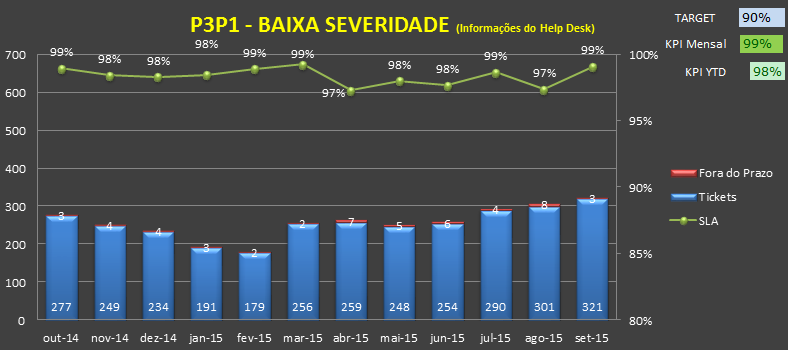 P3P1 - BAIXA SEVERIDADE (Informações do Help Desk)
TARGET 90%
KPI Mensal 99%
KPI YTD 98%
700 99% 98% 98% 98% 99% 99% 97% 98% 98% 99% 97% 99% 100%
600
500 95%
400
Fora do Prazo
300 90%
Tickets
3 4 4 3 2 2 7 5 6 4 8 3
SLA
200
100 85%
277 249 234 191 179 256 259 248 254 290 301 321
0 80%
out-14 nov-14 dez-14 jan-15 fev-15 mar-15 abr-15 mai-15 jun-15 jul-15 ago-15 set-15